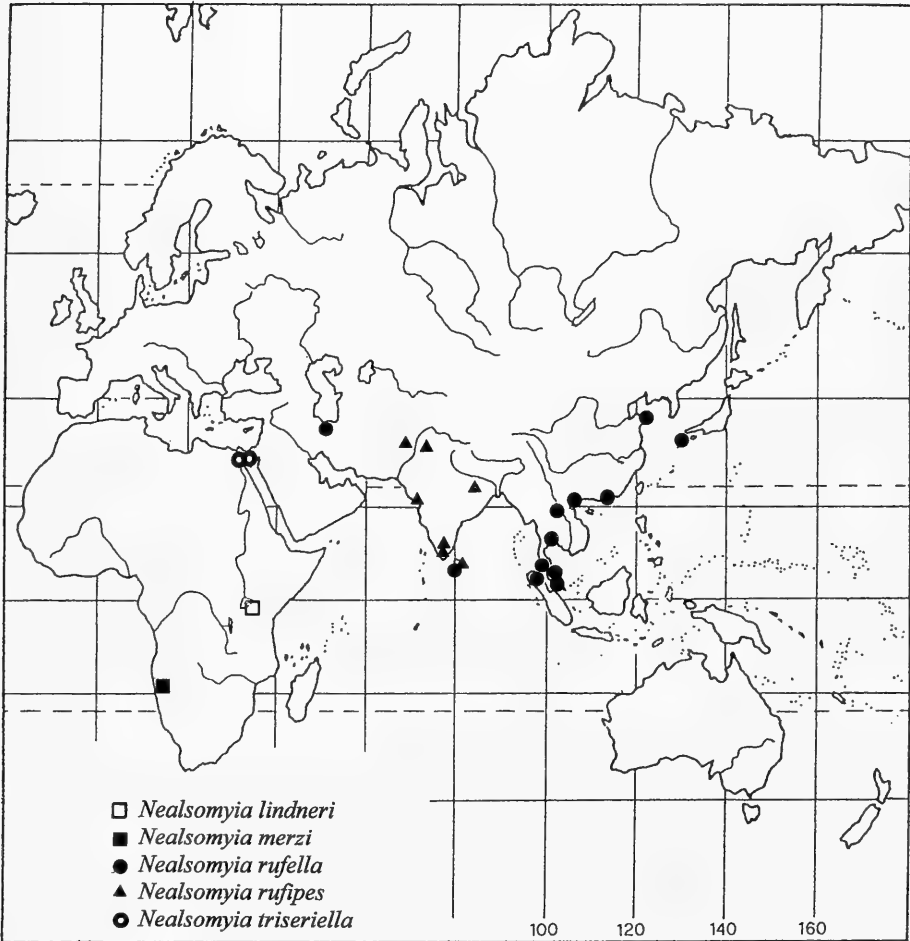 Nealsomyia lindneri
Nealsomyia merzi
Nealsomyia rufella
Nealsomyia rufipes
Nealsomyia triseriella
100 120 140 160